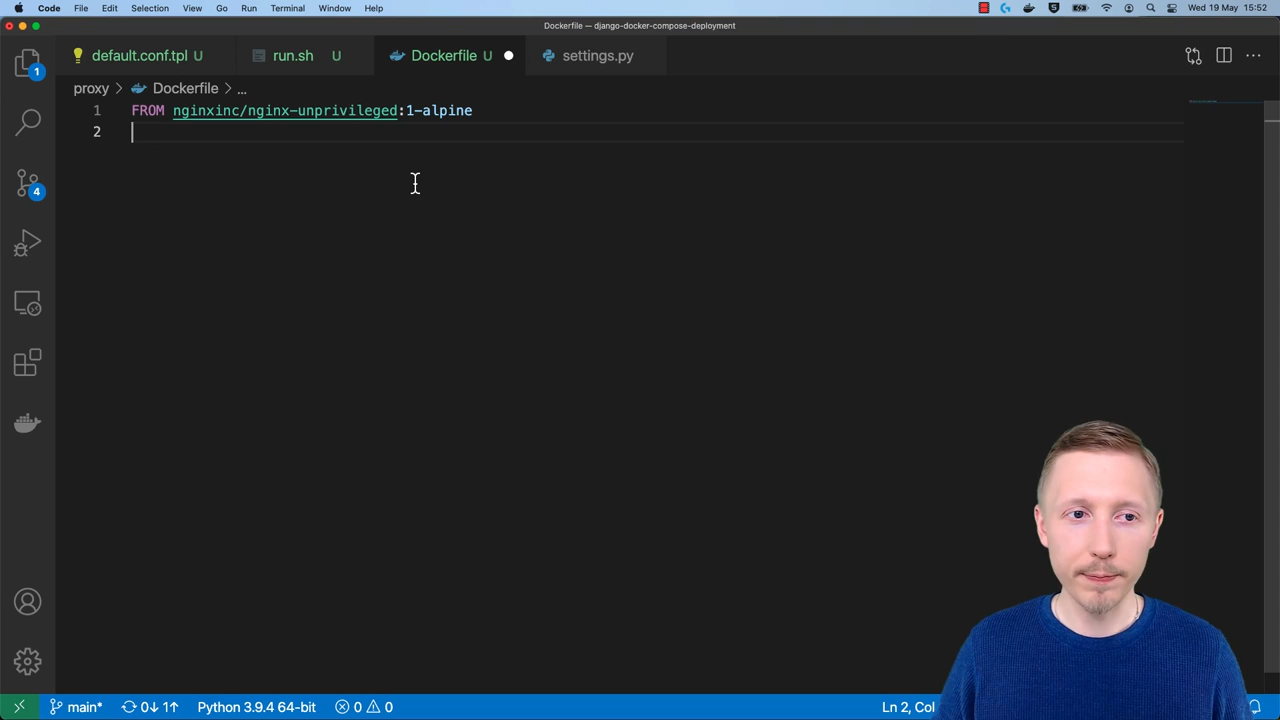 Code File Edit Selection View Go Run Terminal Window Help Wed 19 May 15:52
Dockerfile — django-docker-compose-deployment
default.conf.tpl U run.sh U Dockerfile U settings.py
1
proxy > Dockerfile > ...
1 FROM nginxinc/nginx-unprivileged:1-alpine
2
4
main* 0↓ 1↑ Python 3.9.4 64-bit 0 0 Ln 2, Col